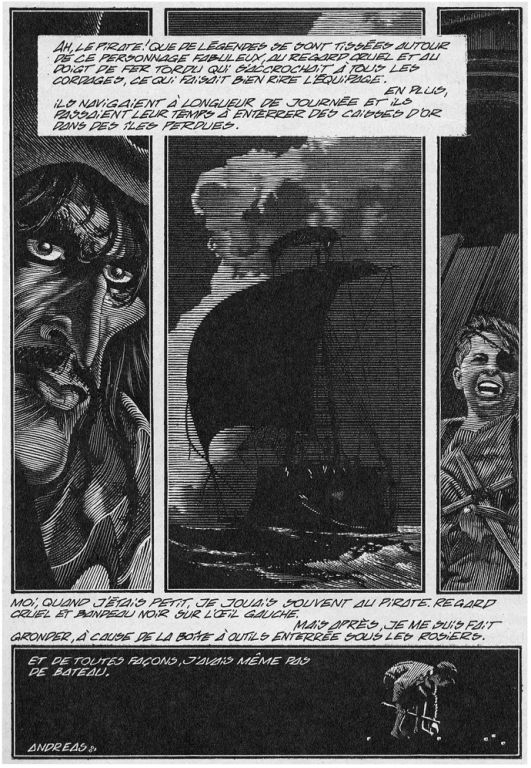 AH, LE PIRATE! QUE DE LÉGENDES SE SONT TISSÉES AUTOUR
DE CE PERSONNAGE FABULEUX, AU REGARD CRUEL ET AU
DOIGT DE FER TORDU QUI S'ACCROCHAIT À TOUS LES
CORDAGES, CE QUI FAISAIT BIEN RIRE L'ÉQUIPAGE.
EN PLUS,
ILS NAVIGAIENT À LONGUEUR DE JOURNÉE ET ILS
PASSAIENT LEUR TEMPS À ENTERRER DES CAISSES D'OR
DANS DES ÎLES PERDUES.
MOI, QUAND J'ÉTAIS PETIT, JE JOUAIS SOUVENT AU PIRATE. REGARD
CRUEL ET BANDEAU NOIR SUR L'ŒIL GAUCHE.
MAIS APRÈS, JE ME SUIS FAIT
GRONDER, À CAUSE DE LA BOÎTE À OUTILS ENTERRÉE SOUS LES ROSIERS.
ET DE TOUTES FAÇONS, J'AVAIS MÊME PAS
DE BATEAU.
ANDREAS